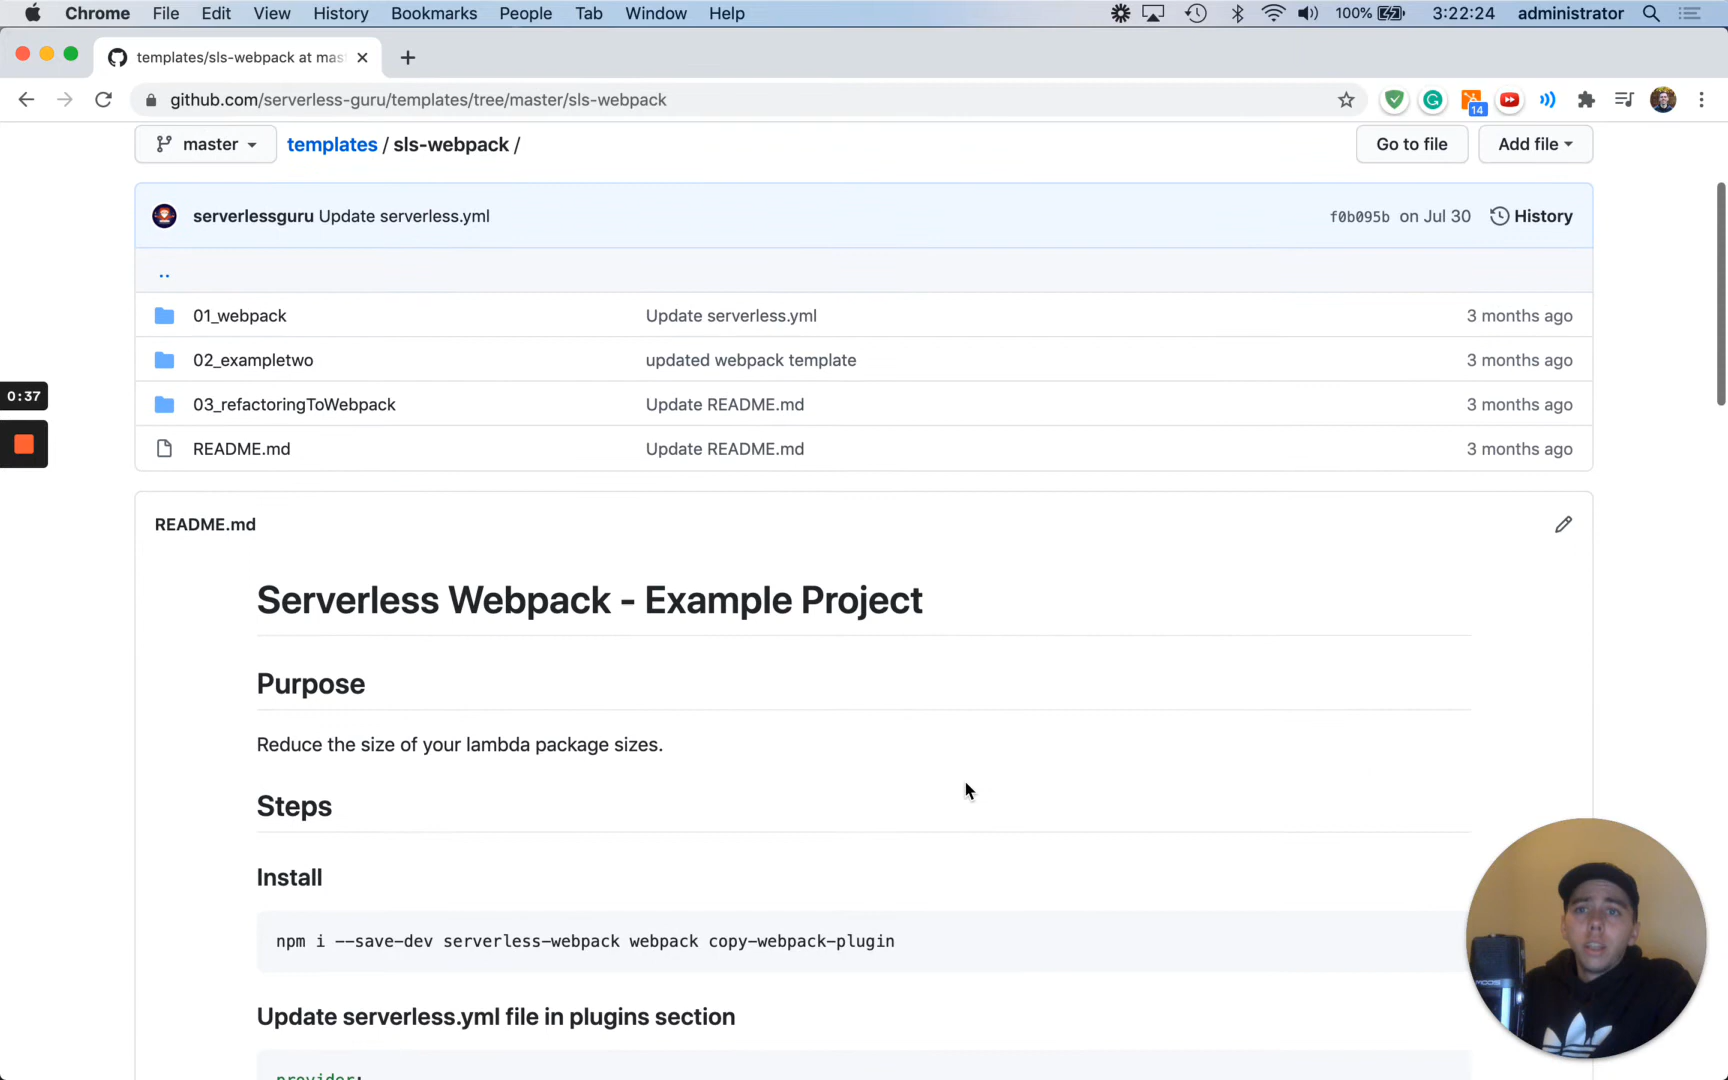 Chrome File Edit View History Bookmarks People Tab Window Help 100% 3:22:24 administrator
templates/sls-webpack at mas
github.com/serverless-guru/templates/tree/master/sls-webpack 14
master templates / sls-webpack / Go to file Add file
serverlessguru Update serverless.yml f0b095b on Jul 30 History
..
01_webpack Update serverless.yml 3 months ago
02_exampletwo updated webpack template 3 months ago
0:37
03_refactoringToWebpack Update README.md 3 months ago
README.md Update README.md 3 months ago
README.md
Serverless Webpack - Example Project
Purpose
Reduce the size of your lambda package sizes.
Steps
Install
npm i --save-dev serverless-webpack webpack copy-webpack-plugin
Update serverless.yml file in plugins section
provider: